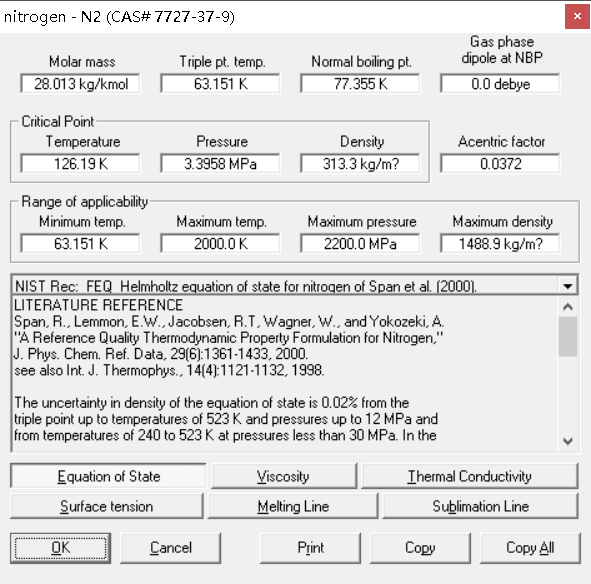 nitrogen - N2 (CAS# 7727-37-9)
Molar mass
Triple pt. temp.
Normal boiling pt.
Gas phase
dipole at NBP
28.013 kg/kmol
63.151 K
77.355 K
0.0 debye
Critical Point
Temperature
Pressure
Density
Acentric factor
126.19 K
3.3958 MPa
313.3 kg/m?
0.0372
Range of applicability
Minimum temp.
Maximum temp.
Maximum pressure
Maximum density
63.151 K
2000.0 K
2200.0 MPa
1488.9 kg/m?
NIST Rec: FEQ Helmholtz equation of state for nitrogen of Span et al. (2000).
LITERATURE REFERENCE
Span, R., Lemmon, E.W., Jacobsen, R.T, Wagner, W., and Yokozeki, A.
"A Reference Quality Thermodynamic Property Formulation for Nitrogen,"
J. Phys. Chem. Ref. Data, 29(6):1361-1433, 2000.
see also Int. J. Thermophys., 14(4):1121-1132, 1998.
The uncertainty in density of the equation of state is 0.02% from the
triple point up to temperatures of 523 K and pressures up to 12 MPa and
from temperatures of 240 to 523 K at pressures less than 30 MPa. In the
Equation of State
Viscosity
Thermal Conductivity
Surface tension
Melting Line
Sublimation Line
OK
Cancel
Print
Copy
Copy All